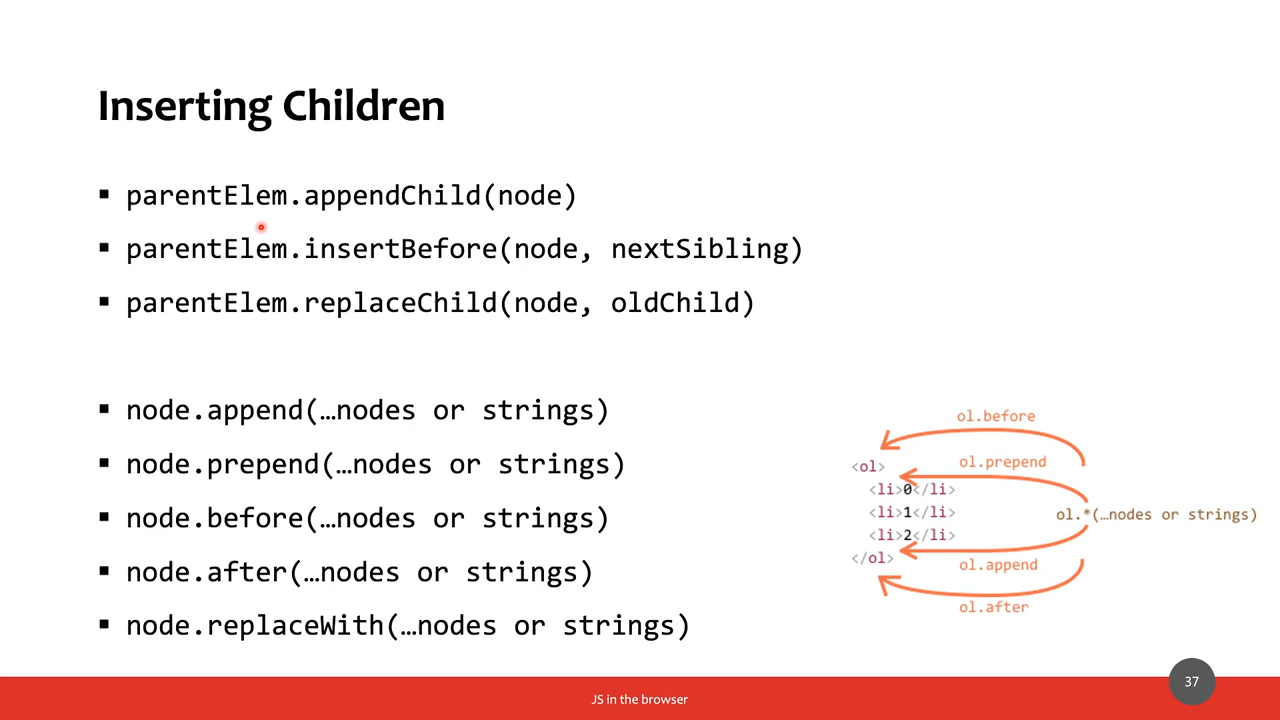 Inserting Children
▪ parentElem.appendChild(node)
▪ parentElem.insertBefore(node, nextSibling)
▪ parentElem.replaceChild(node, oldChild)
▪ node.append(…nodes or strings)
▪ node.prepend(…nodes or strings)
▪ node.before(…nodes or strings)
▪ node.after(…nodes or strings)
▪ node.replaceWith(…nodes or strings)
ol.before
<ol>
ol.prepend
<li>0</li>
<li>1</li>
ol.*(…nodes or strings)
<li>2</li>
</ol>
ol.append
ol.after
JS in the browser
37